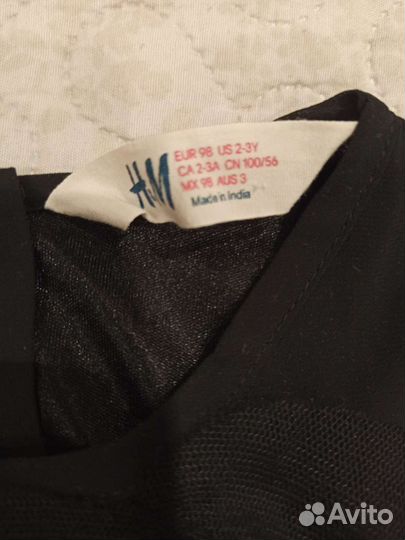 H&M
EUR 98 US 2-3Y
CA 2-3A CN 100/56
MX 98 AUS 3
Made in India
Avito